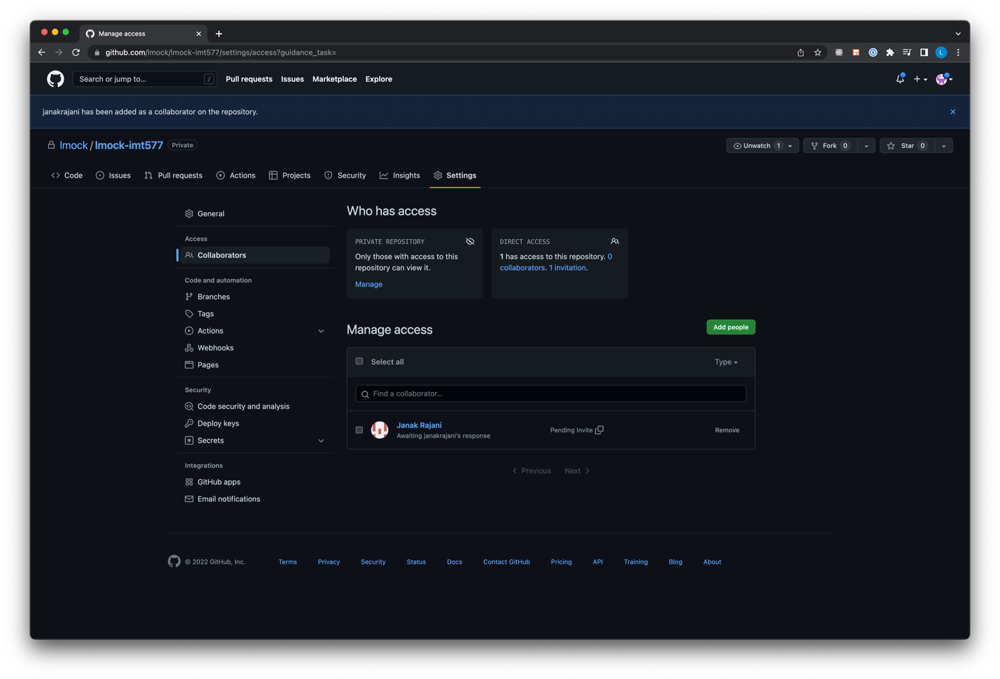 Manage access
github.com/lmock/lmock-imt577/settings/access?guidance_task=
L
Search or jump to...
/
Pull requests
Issues
Marketplace
Explore
janakrajani has been added as a collaborator on the repository.
lmock / lmock-imt577
Private
Unwatch 1
Fork 0
Star 0
Code
Issues
Pull requests
Actions
Projects
Security
Insights
Settings
General
Access
Collaborators
Code and automation
Branches
Tags
Actions
Webhooks
Pages
Security
Code security and analysis
Deploy keys
Secrets
Integrations
GitHub apps
Email notifications
Who has access
PRIVATE REPOSITORY
Only those with access to this
repository can view it.
Manage
DIRECT ACCESS
1 has access to this repository. 0
collaborators. 1 invitation.
Manage access
Add people
Select all
Type
Find a collaborator...
Janak Rajani
Awaiting janakrajani's response
Pending Invite
Remove
Previous
Next
© 2022 GitHub, Inc.
Terms
Privacy
Security
Status
Docs
Contact GitHub
Pricing
API
Training
Blog
About